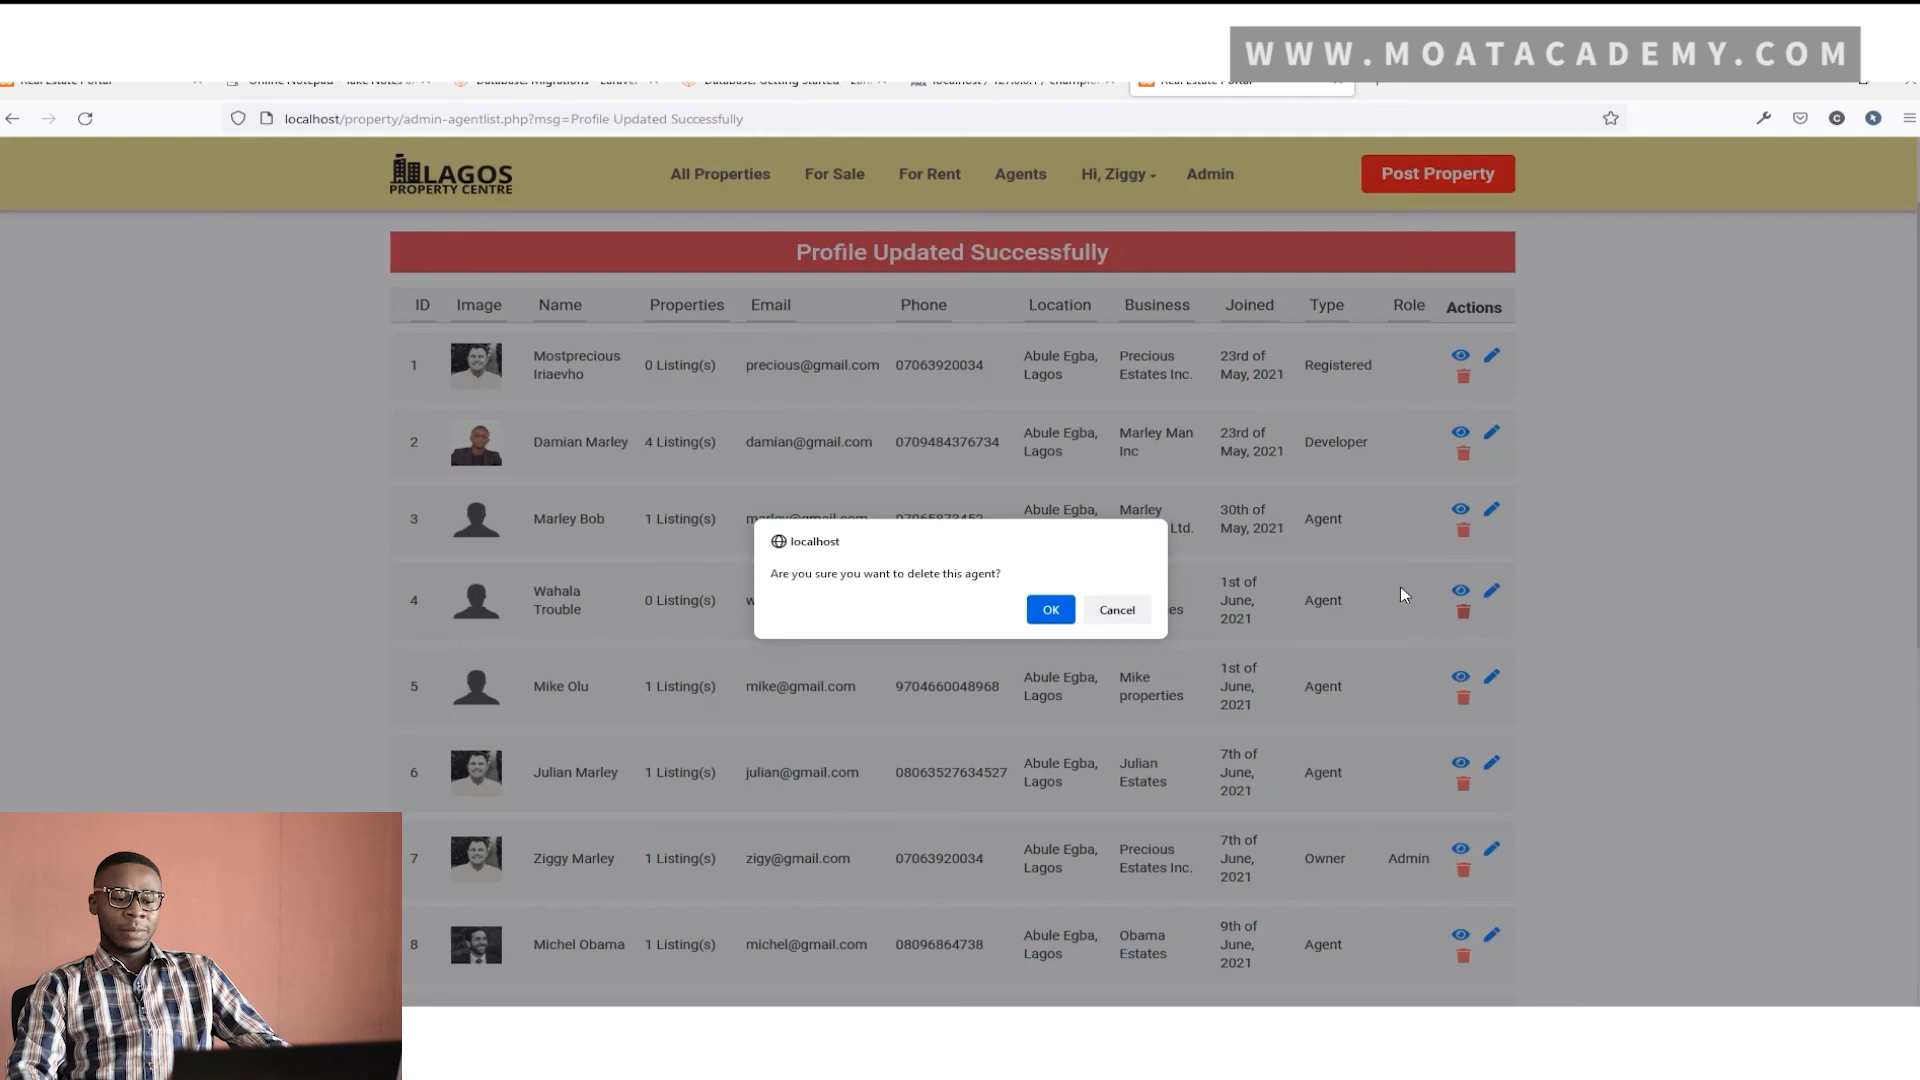 WWW.MOATACADEMY.COM
localhost/property/admin-agentlist.php?msg=Profile Updated Successfully
LAGOS
PROPERTY CENTRE
All Properties For Sale For Rent Agents Hi, Ziggy Admin Post Property
Profile Updated Successfully
ID Image Name Properties Email Phone Location Business Joined Type Role Actions
1 Mostprecious Iriaevho 0 Listing(s) precious@gmail.com 07063920034 Abule Egba, Lagos Precious Estates Inc. 23rd of May, 2021 Registered
2 Damian Marley 4 Listing(s) damian@gmail.com 0709484376734 Abule Egba, Lagos Marley Man Inc 23rd of May, 2021 Developer
3 Marley Bob 1 Listing(s) Abule Egba, Marley Ltd. 30th of May, 2021 Agent
localhost
Are you sure you want to delete this agent?
OK Cancel
4 Wahala Trouble 0 Listing(s) 1st of June, 2021 Agent
5 Mike Olu 1 Listing(s) mike@gmail.com 9704660048968 Abule Egba, Lagos Mike properties 1st of June, 2021 Agent
6 Julian Marley 1 Listing(s) julian@gmail.com 08063527634527 Abule Egba, Lagos Julian Estates 7th of June, 2021 Agent
7 Ziggy Marley 1 Listing(s) zigy@gmail.com 07063920034 Abule Egba, Lagos Precious Estates Inc. 7th of June, 2021 Owner Admin
8 Michel Obama 1 Listing(s) michel@gmail.com 08096864738 Abule Egba, Lagos Obama Estates 9th of June, 2021 Agent